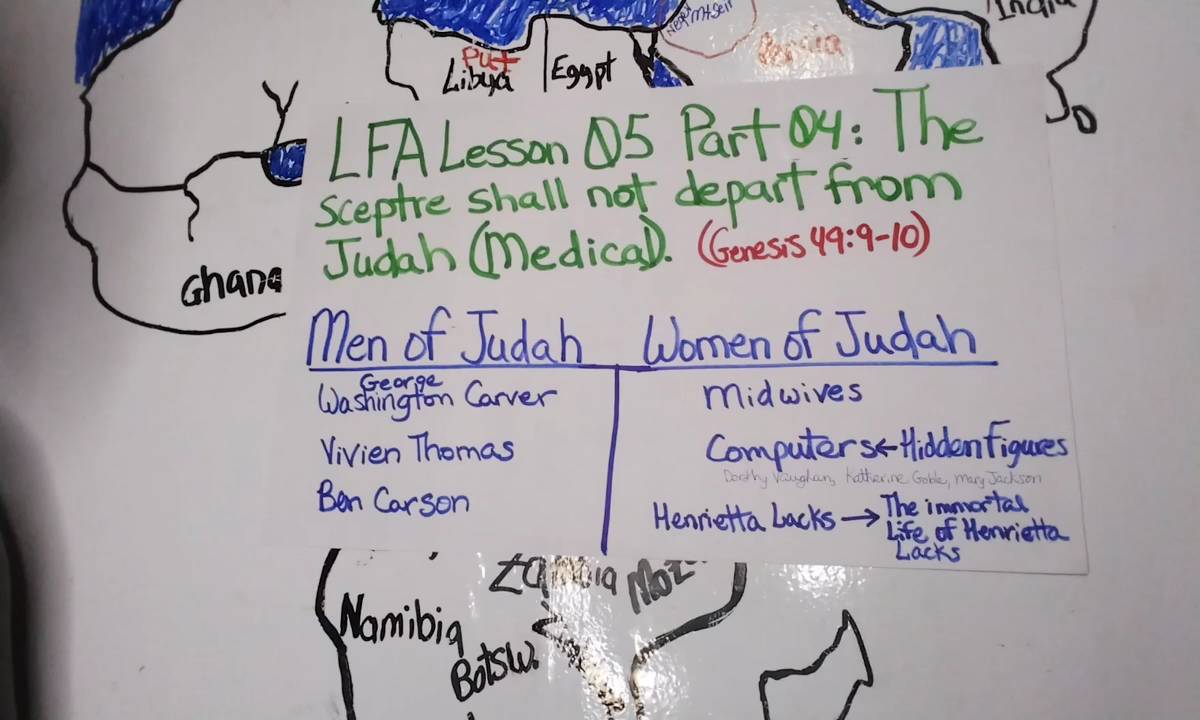 India
Mt Seir
Persia
Put
Libya
Egypt
LFA Lesson 05 Part 04: The
sceptre shall not depart from
Judah (Medical). (Genesis 49:9-10)
Ghana
Men of Judah
Women of Judah
George
Washington Carver
Midwives
Vivien Thomas
Computers←Hidden Figures
Dorothy Vaughan, Katherine Goble, Mary Jackson
Ben Carson
Henrietta Lacks → The immortal
Life of Henrietta
Lacks
Zambia
Moz
Namibia
Botsw.